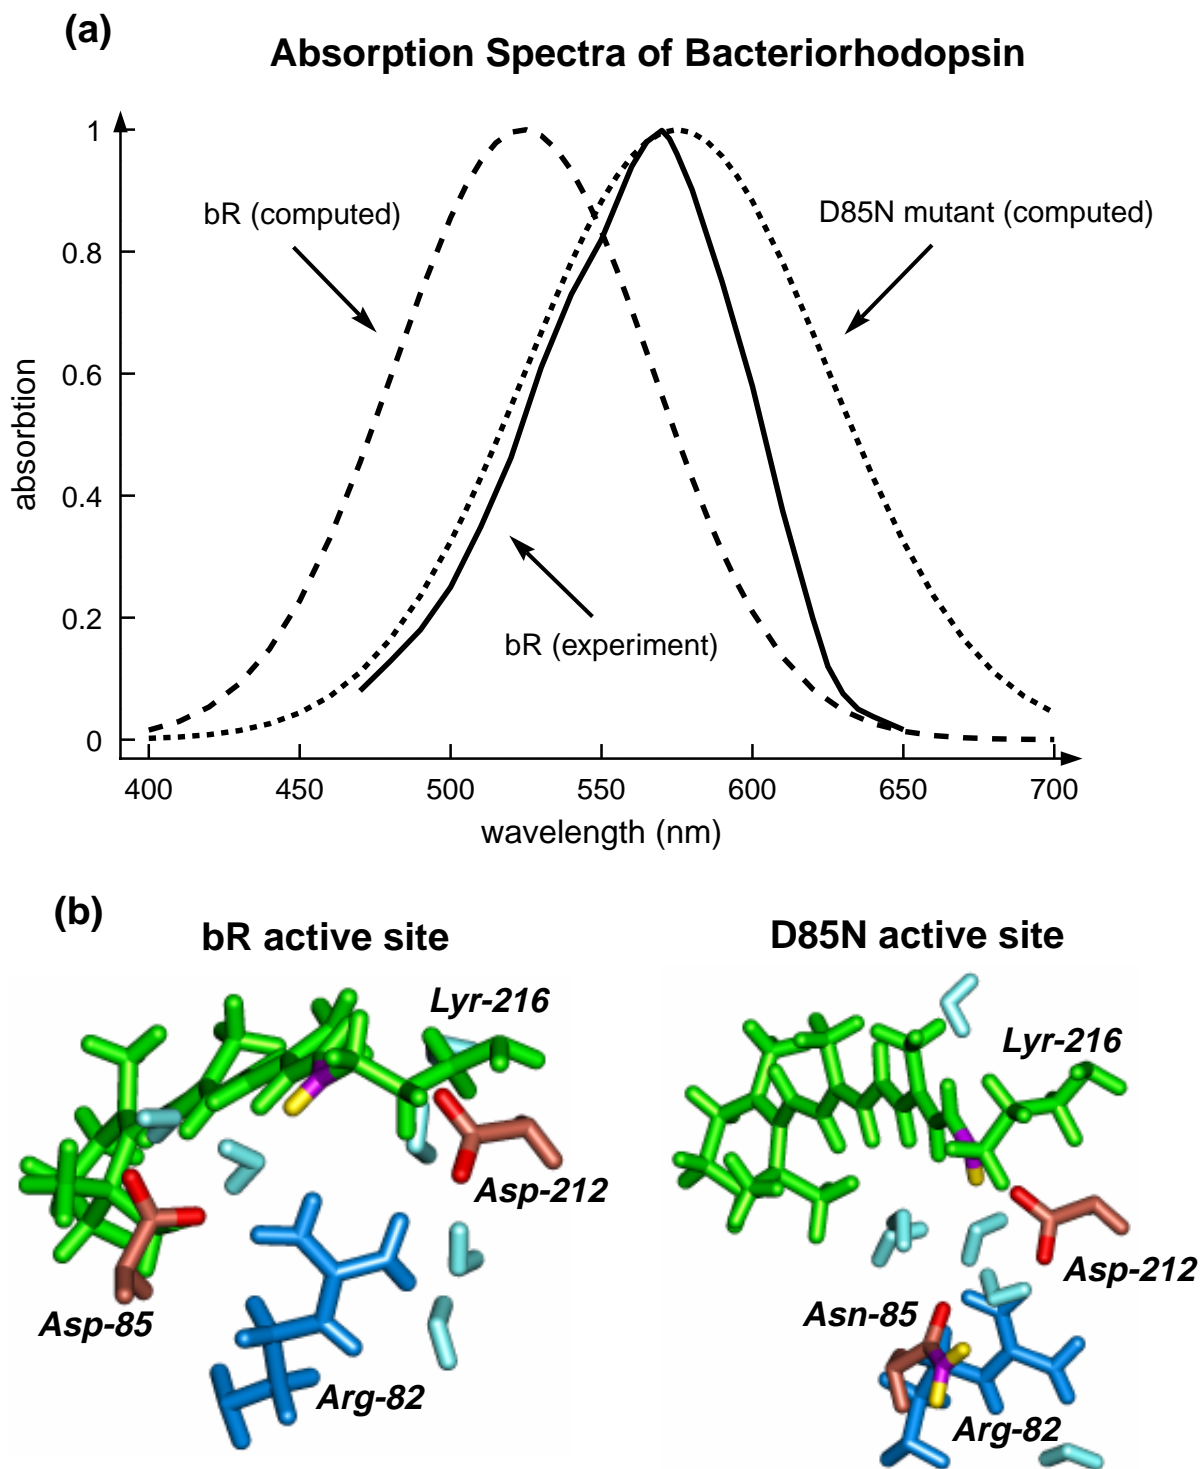 (a)
Absorption Spectra of Bacteriorhodopsin
1
0.8
0.6
0.4
0.2
0
absorbtion
bR (computed)
D85N mutant (computed)
bR (experiment)
400 450 500 550 600 650 700
wavelength (nm)
(b)
bR active site
D85N active site
Lyr-216
Asp-212
Asp-85
Arg-82
Lyr-216
Asp-212
Asn-85
Arg-82